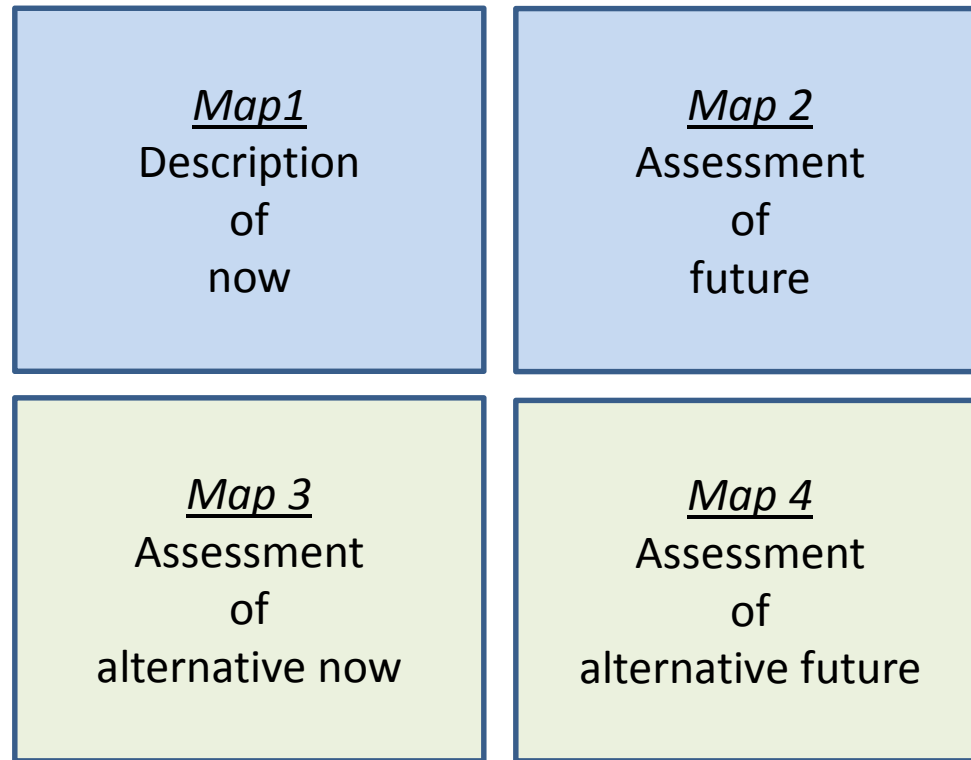 Map1
Description
of
now
Map 2
Assessment
of
future
Map 3
Assessment
of
alternative now
Map 4
Assessment
of
alternative future